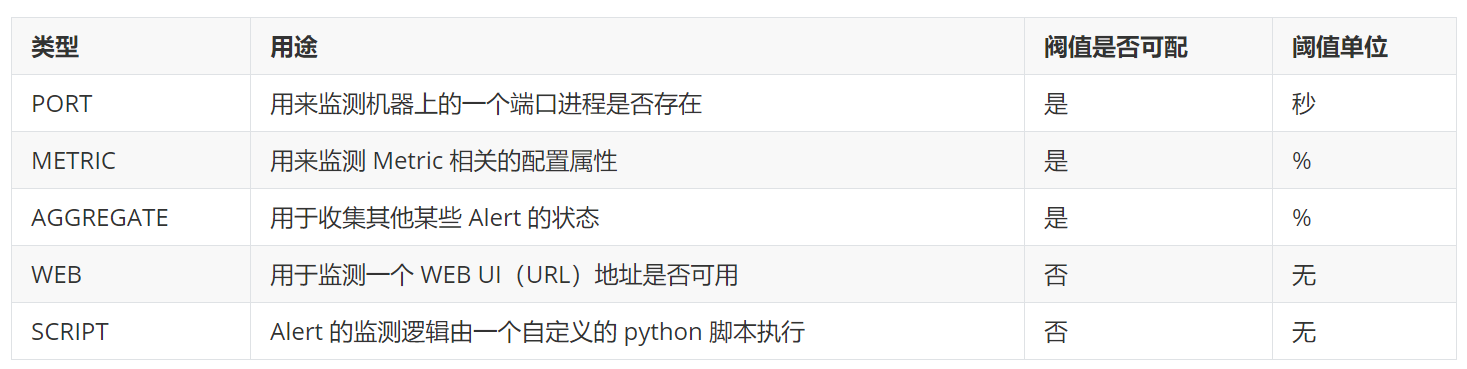 类型 用途 阀值是否可配 阈值单位
PORT 用来监测机器上的一个端口进程是否存在 是 秒
METRIC 用来监测 Metric 相关的配置属性 是 %
AGGREGATE 用于收集其他某些 Alert 的状态 是 %
WEB 用于监测一个 WEB UI（URL）地址是否可用 否 无
SCRIPT Alert 的监测逻辑由一个自定义的 python 脚本执行 否 无